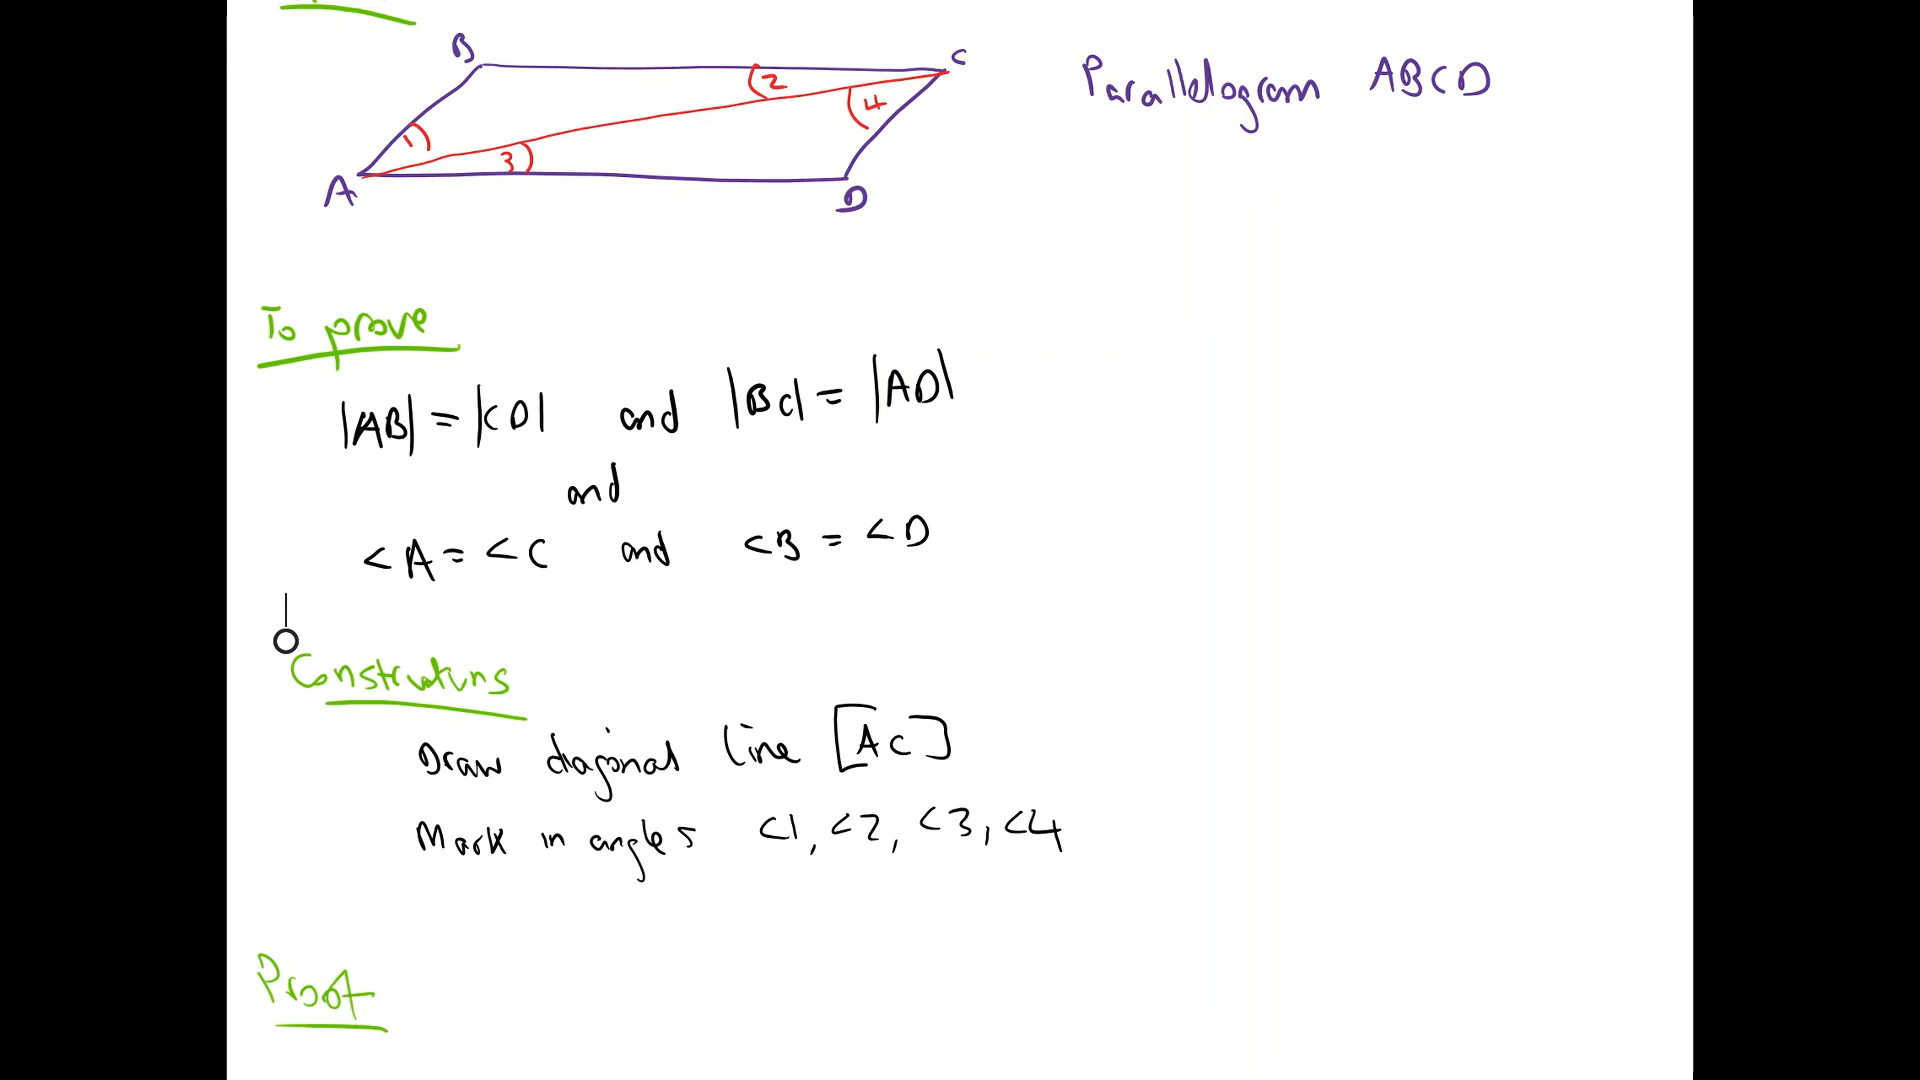 B C
Parallelogram ABCD
2
4
1
3
A D
To prove
|AB| = |CD| and |BC| = |AD|
and
<A = <C and <B = <D
Constructions
Draw diagonal line [AC]
Mark in angles <1, <2, <3, <4
Proof